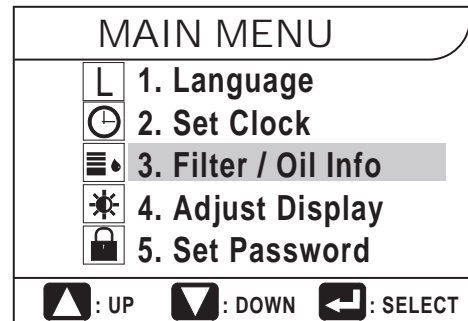 MAIN MENU
L 1. Language
2. Set Clock
3. Filter / Oil Info
4. Adjust Display
5. Set Password
: UP : DOWN : SELECT